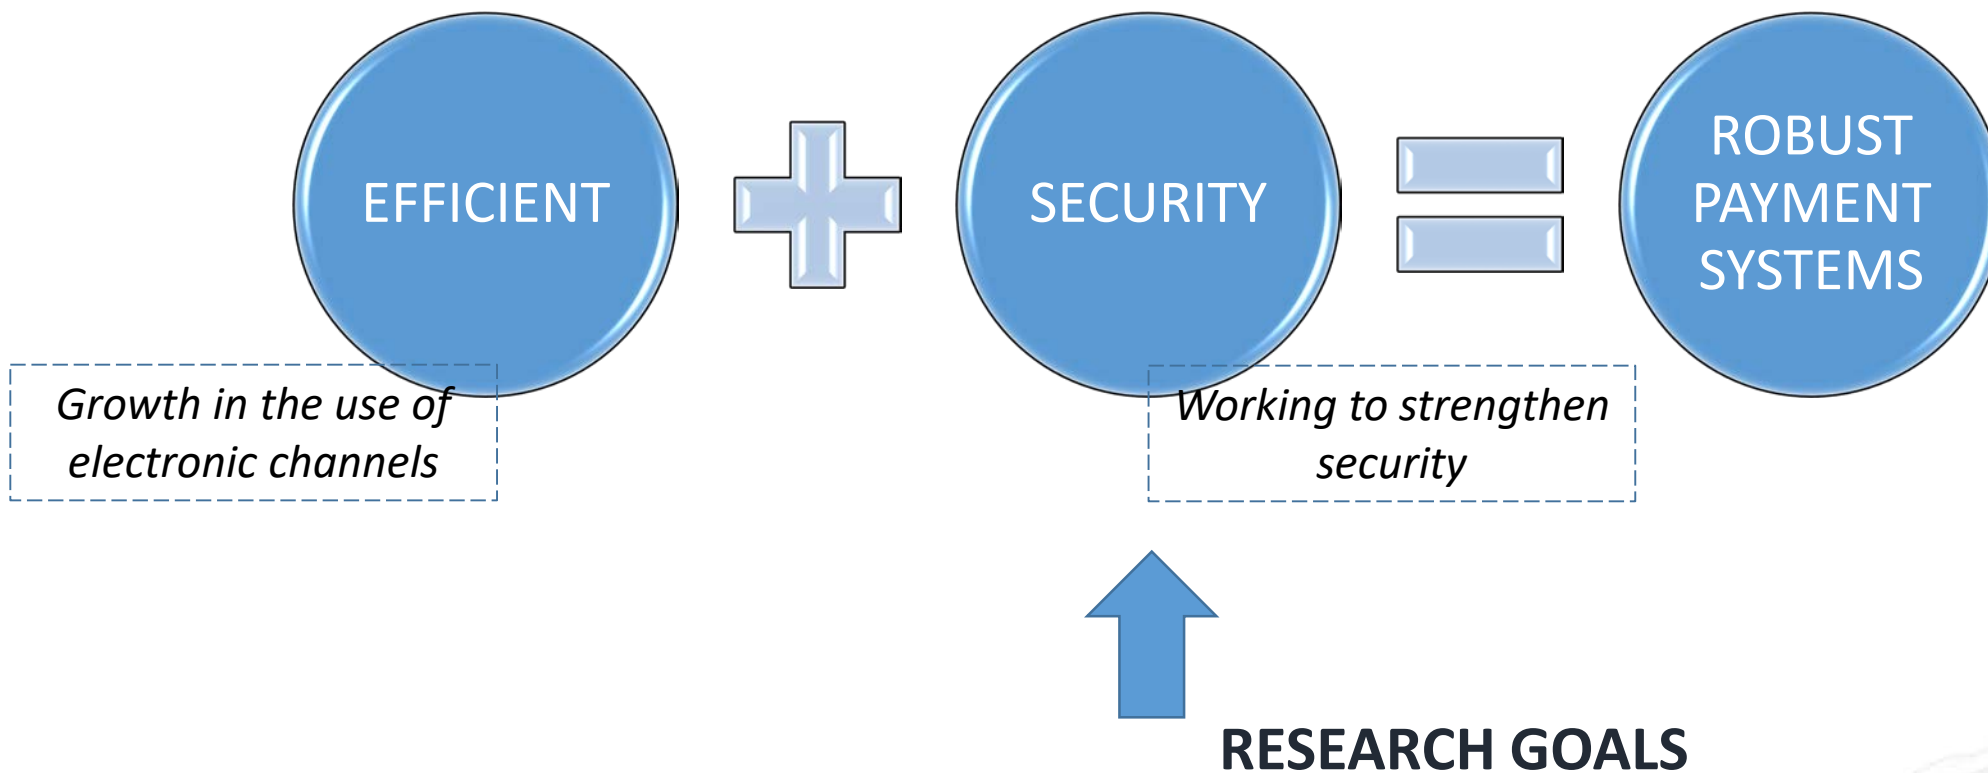 EFFICIENT
SECURITY
ROBUST
PAYMENT
SYSTEMS
Growth in the use of
electronic channels
Working to strengthen
security
RESEARCH GOALS